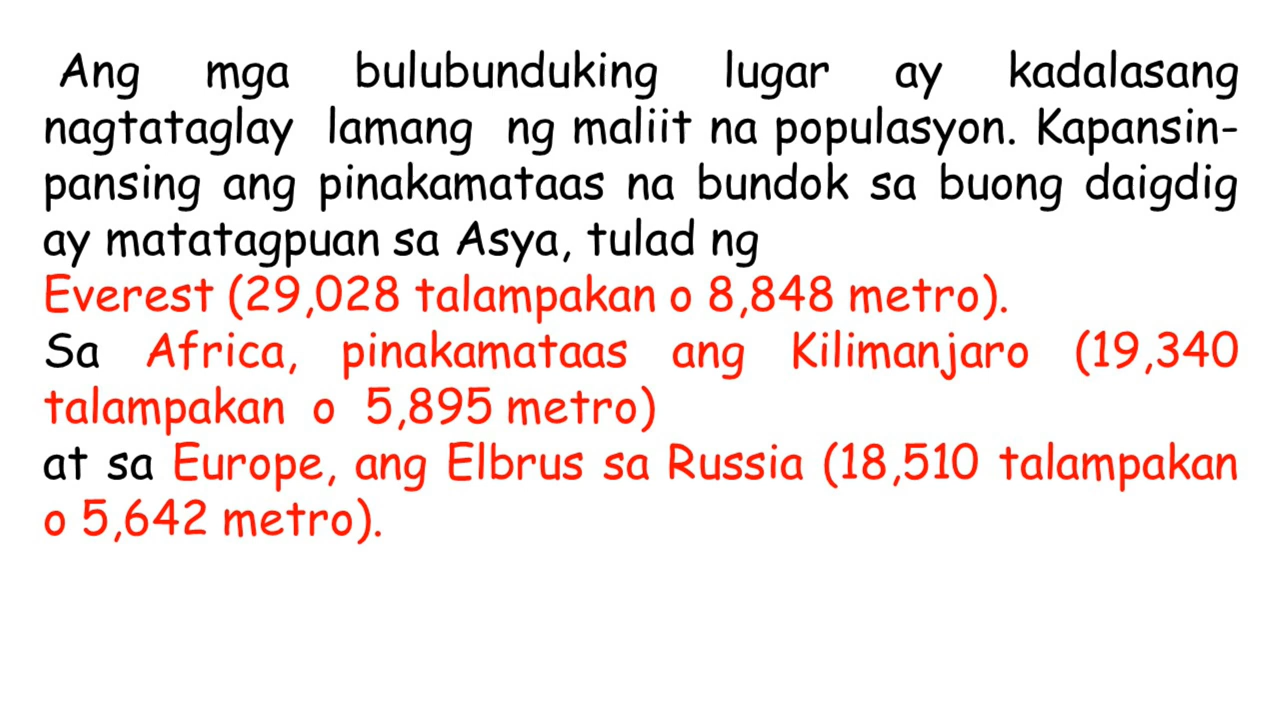 Ang mga bulubunduking lugar ay kadalasang
nagtataglay lamang ng maliit na populasyon. Kapansin-
pansing ang pinakamataas na bundok sa buong daigdig
ay matatagpuan sa Asya, tulad ng
Everest (29,028 talampakan o 8,848 metro).
Sa Africa, pinakamataas ang Kilimanjaro (19,340
talampakan o 5,895 metro)
at sa Europe, ang Elbrus sa Russia (18,510 talampakan
o 5,642 metro).